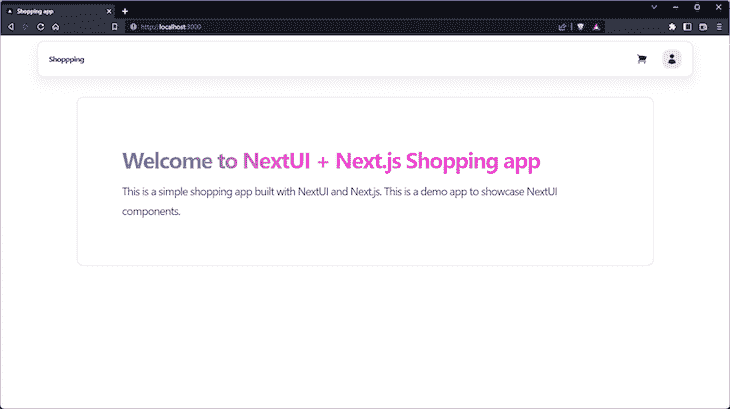 Shopping app
http://localhost:3000
Shoppping
Welcome to NextUI + Next.js Shopping app
This is a simple shopping app built with NextUI and Next.js. This is a demo app to showcase NextUI
components.